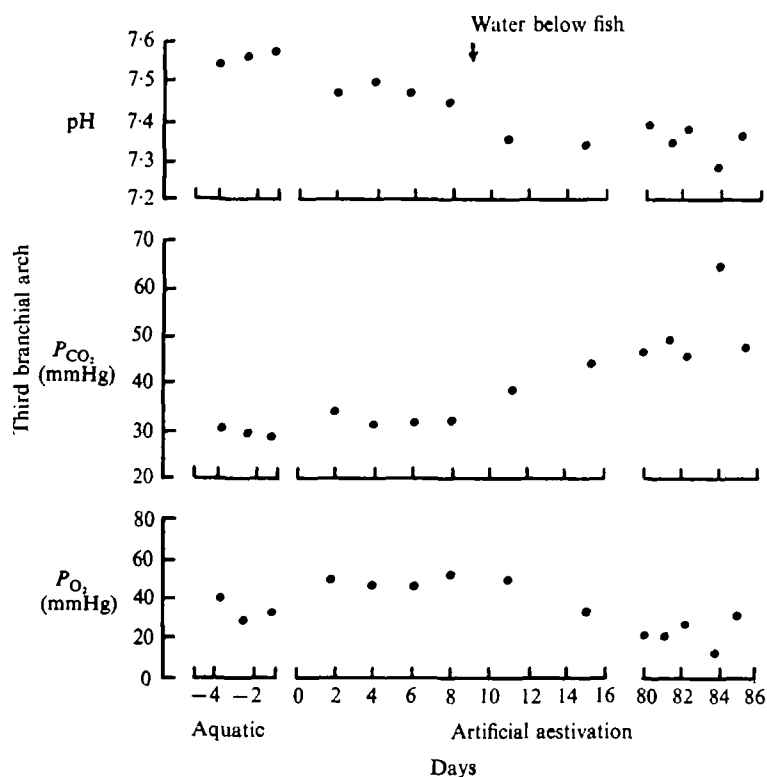 Water below fish
7·6
7·5
pH
7·4
7·3
7·2
70
60
50
P_CO2
(mmHg)
40
30
20
Third branchial arch
80
60
P_O2
(mmHg)
40
20
0
−4 −2 0 2 4 6 8 10 12 14 16 80 82 84 86
Aquatic Artificial aestivation
Days